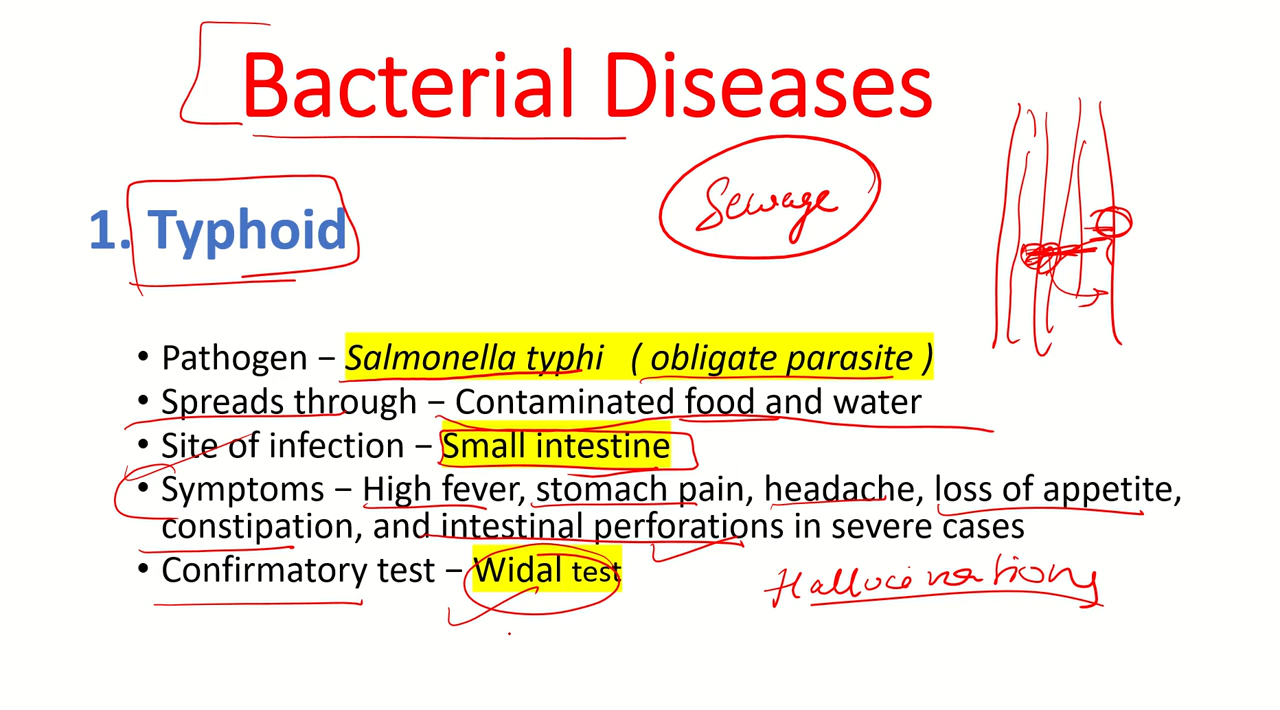 Bacterial Diseases
Sewage
1. Typhoid
• Pathogen – Salmonella typhi ( obligate parasite )
• Spreads through – Contaminated food and water
• Site of infection – Small intestine
• Symptoms – High fever, stomach pain, headache, loss of appetite,
constipation, and intestinal perforations in severe cases
• Confirmatory test – Widal test
Hallucinations